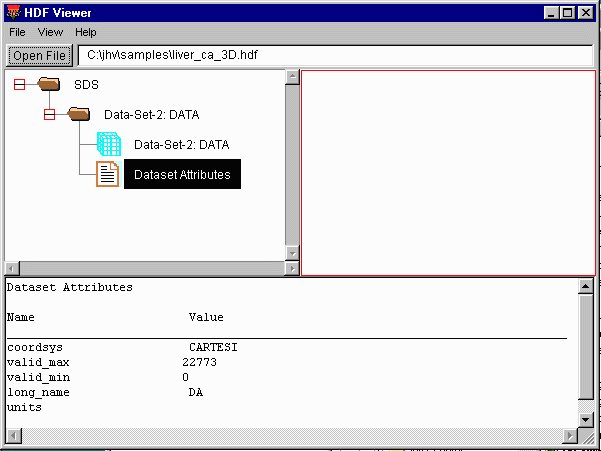 HDF Viewer
File View Help
Open File C:\jhv\samples\liver_ca_3D.hdf
SDS
Data-Set-2: DATA
Data-Set-2: DATA
Dataset Attributes
Dataset Attributes
Name Value
coordsys CARTESI
valid_max 22773
valid_min 0
long_name DA
units